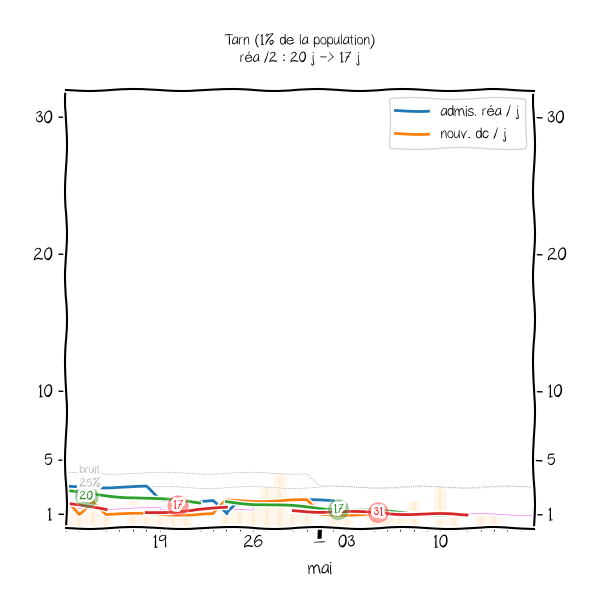 Tarn (1% de la population)
réa /2 : 20 j -> 17 j
admis. réa / j
nouv. dc / j
30 30
20 20
10 10
5 5
1 1
bruit
25%
20
17
17
31
19 26 03 10
mai